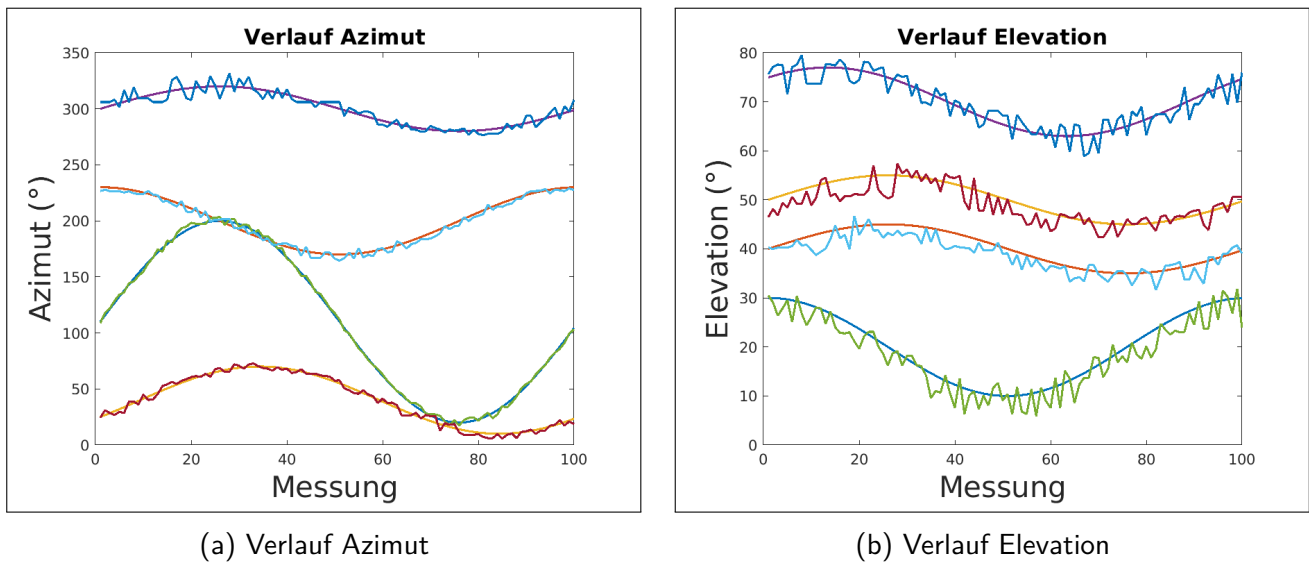 Verlauf Azimut
350
300
250
200
150
100
50
0
0 20 40 60 80 100
Azimut (°)
Messung
(a) Verlauf Azimut
Verlauf Elevation
80
70
60
50
40
30
20
10
0
0 20 40 60 80 100
Elevation (°)
Messung
(b) Verlauf Elevation